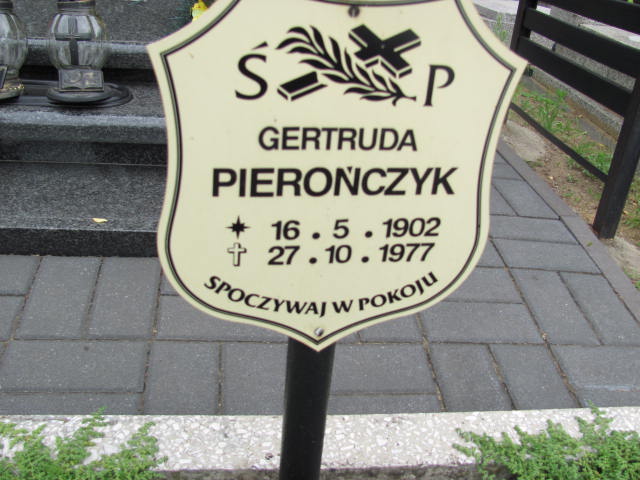 Ś P
GERTRUDA
PIEROŃCZYK
16.5.1902
27.10.1977
SPOCZYWAJ W POKOJU